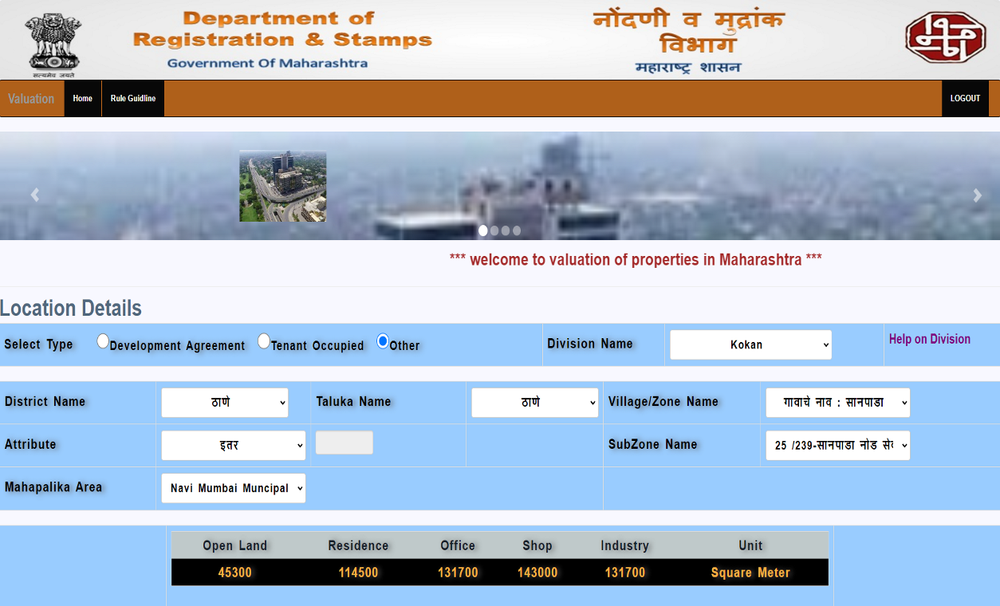 Department of
Registration & Stamps
Government Of Maharashtra
नोंदणी व मुद्रांक
विभाग
महाराष्ट्र शासन
सत्यमेव जयते
Valuation Home Rule Guidline LOGOUT
*** welcome to valuation of properties in Maharashtra ***
Location Details
Select Type Development Agreement Tenant Occupied Other Division Name Kokan Help on Division
District Name ठाणे Taluka Name ठाणे Village/Zone Name गावाचे नाव : सानपाडा
Attribute इतर SubZone Name 25 /239-सानपाडा नोड
Mahapalika Area Navi Mumbai Muncipal
Open Land Residence Office Shop Industry Unit
45300 114500 131700 143000 131700 Square Meter